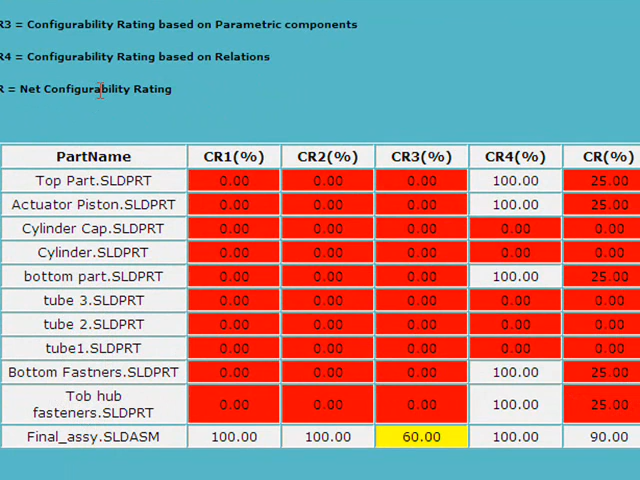 R3 = Configurability Rating based on Parametric components
R4 = Configurability Rating based on Relations
R = Net Configurability Rating
PartName CR1(%) CR2(%) CR3(%) CR4(%) CR(%)
Top Part.SLDPRT 0.00 0.00 0.00 100.00 25.00
Actuator Piston.SLDPRT 0.00 0.00 0.00 100.00 25.00
Cylinder Cap.SLDPRT 0.00 0.00 0.00 0.00 0.00
Cylinder.SLDPRT 0.00 0.00 0.00 0.00 0.00
bottom part.SLDPRT 0.00 0.00 0.00 100.00 25.00
tube 3.SLDPRT 0.00 0.00 0.00 0.00 0.00
tube 2.SLDPRT 0.00 0.00 0.00 0.00 0.00
tube1.SLDPRT 0.00 0.00 0.00 0.00 0.00
Bottom Fastners.SLDPRT 0.00 0.00 0.00 100.00 25.00
Tob hub
fasteners.SLDPRT 0.00 0.00 0.00 100.00 25.00
Final_assy.SLDASM 100.00 100.00 60.00 100.00 90.00